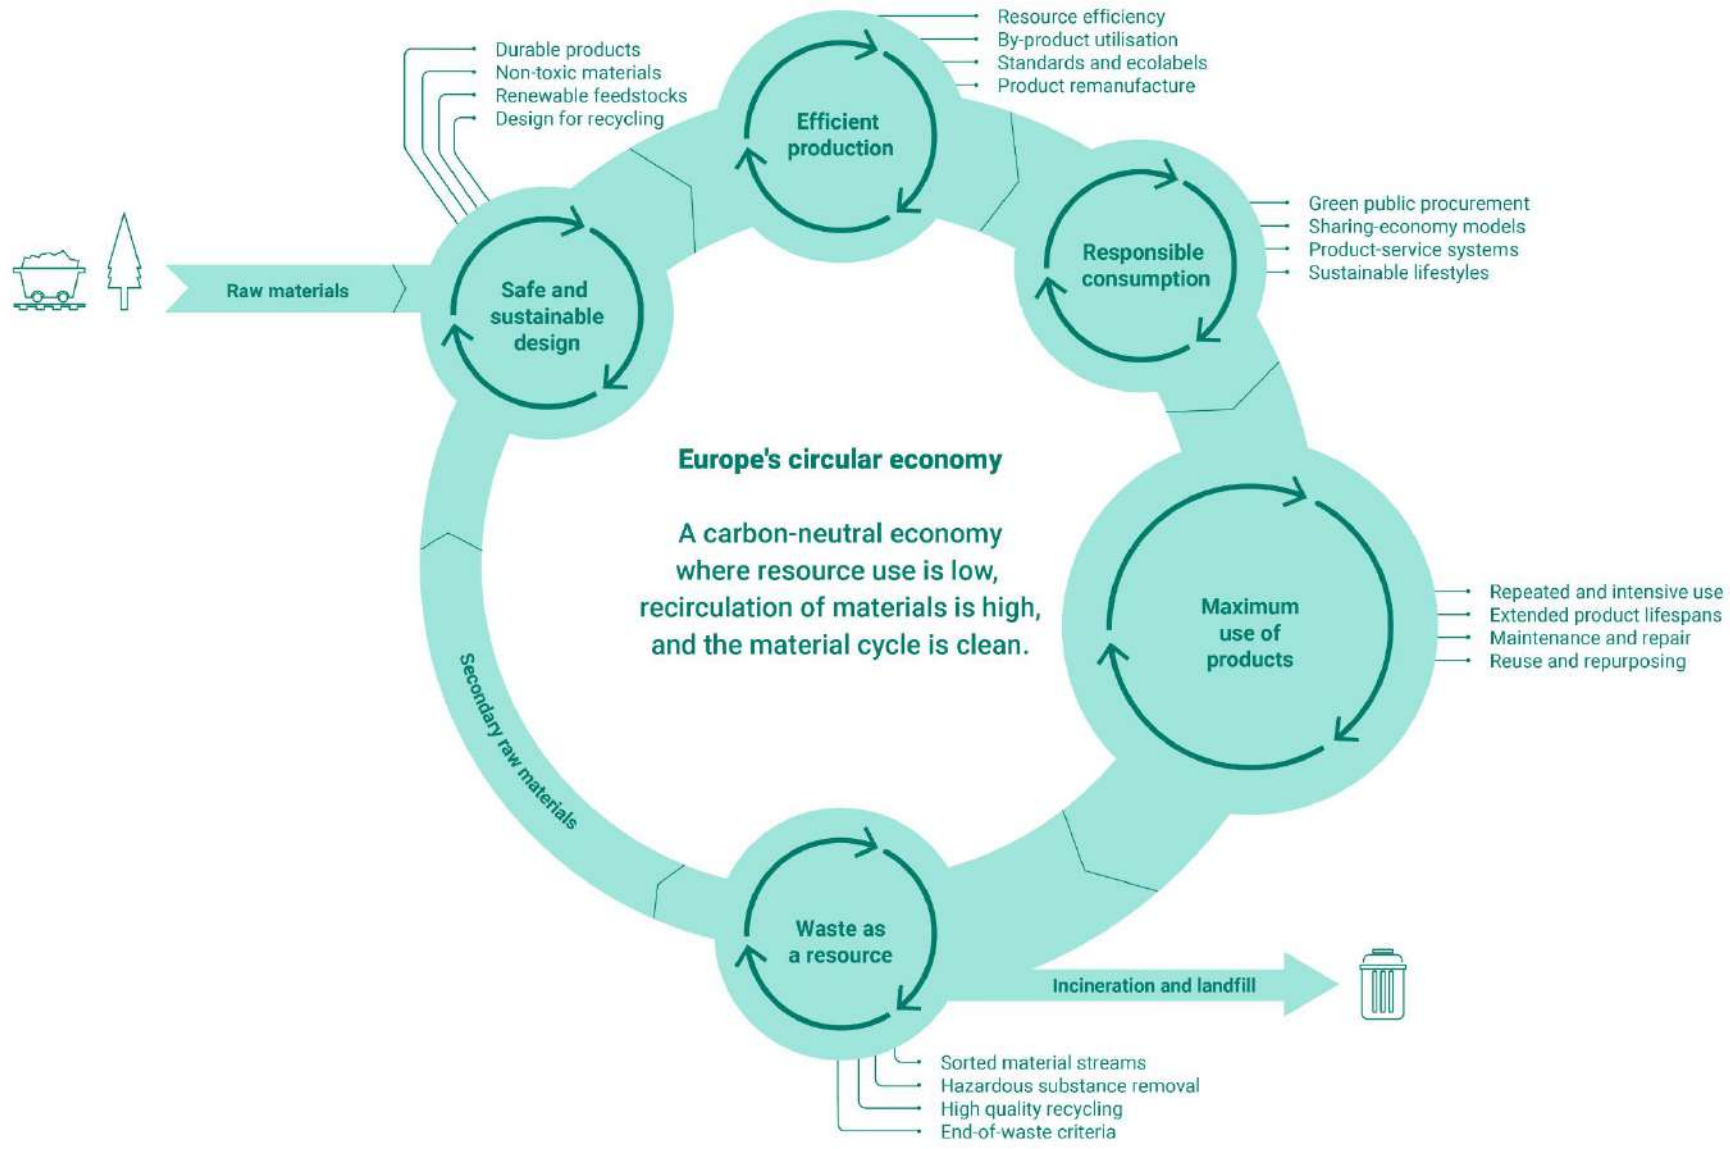 Durable products
Non-toxic materials
Renewable feedstocks
Design for recycling
Resource efficiency
By-product utilisation
Standards and ecolabels
Product remanufacture
Efficient
production
Green public procurement
Sharing-economy models
Product-service systems
Sustainable lifestyles
Responsible
consumption
Raw materials
Safe and
sustainable
design
Europe's circular economy
A carbon-neutral economy
where resource use is low,
recirculation of materials is high,
and the material cycle is clean.
Maximum
use of
products
Repeated and intensive use
Extended product lifespans
Maintenance and repair
Reuse and repurposing
Secondary raw materials
Waste as
a resource
Incineration and landfill
Sorted material streams
Hazardous substance removal
High quality recycling
End-of-waste criteria